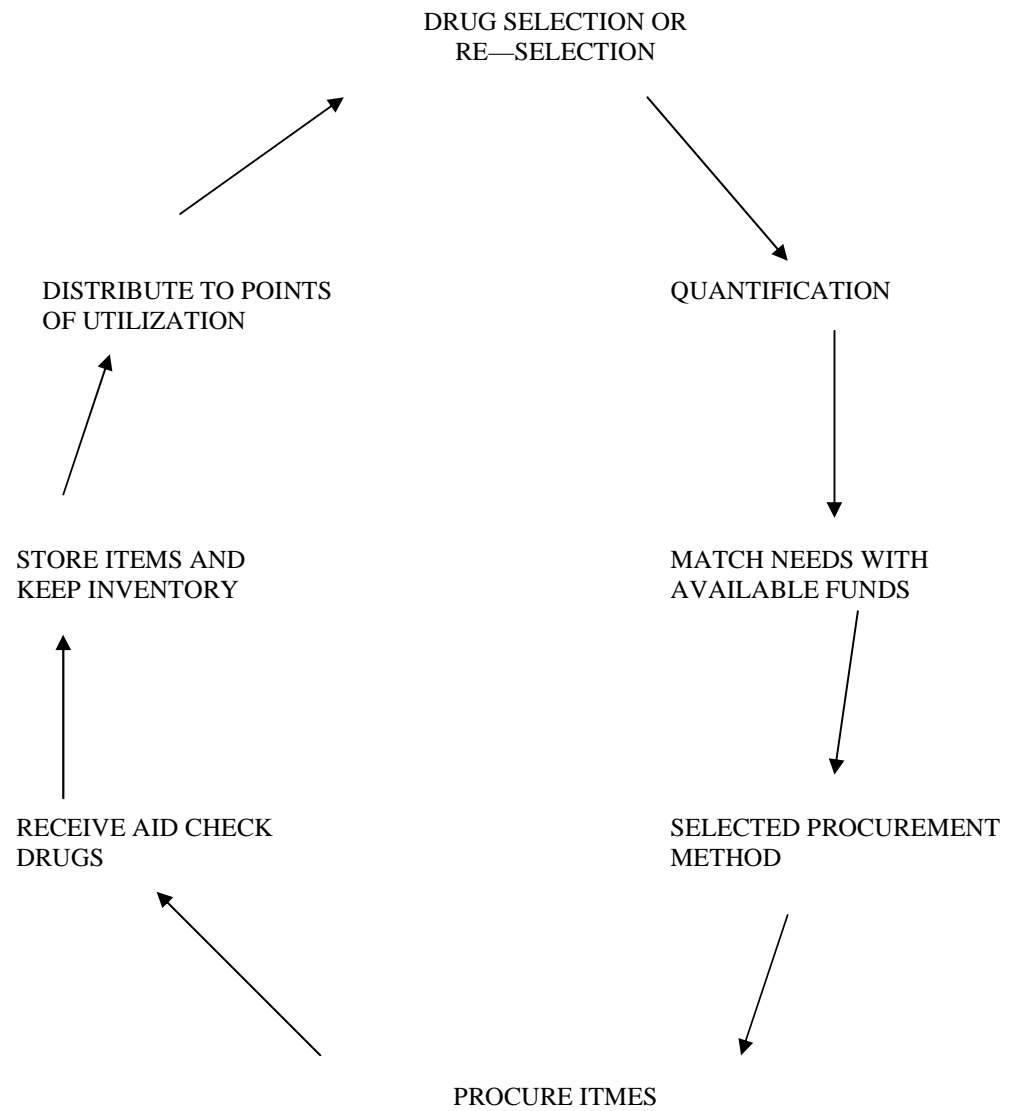 DRUG SELECTION OR
RE—SELECTION
DISTRIBUTE TO POINTS
OF UTILIZATION
QUANTIFICATION
STORE ITEMS AND
KEEP INVENTORY
MATCH NEEDS WITH
AVAILABLE FUNDS
RECEIVE AID CHECK
DRUGS
SELECTED PROCUREMENT
METHOD
PROCURE ITMES